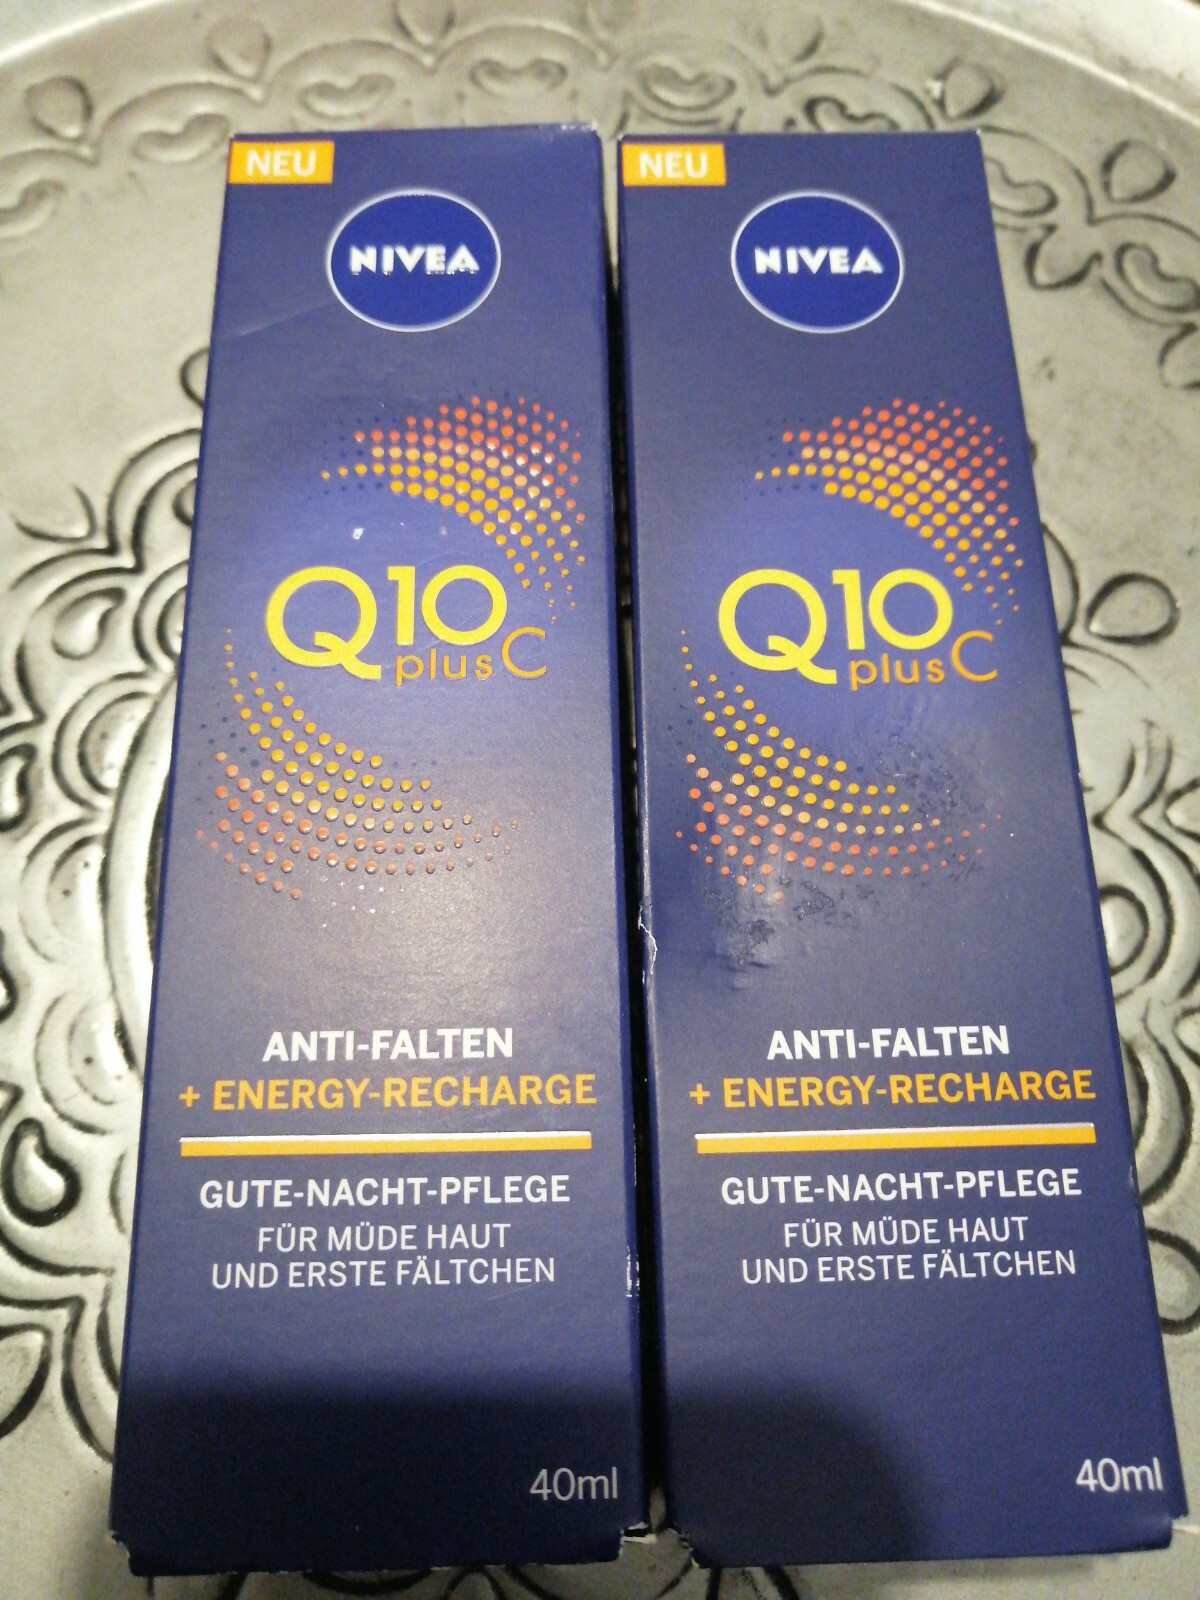 NEU
NIVEA
Q10
plus C
ANTI-FALTEN
+ ENERGY-RECHARGE
GUTE-NACHT-PFLEGE
FÜR MÜDE HAUT
UND ERSTE FÄLTCHEN
40ml
NEU
NIVEA
Q10
plus C
ANTI-FALTEN
+ ENERGY-RECHARGE
GUTE-NACHT-PFLEGE
FÜR MÜDE HAUT
UND ERSTE FÄLTCHEN
40ml